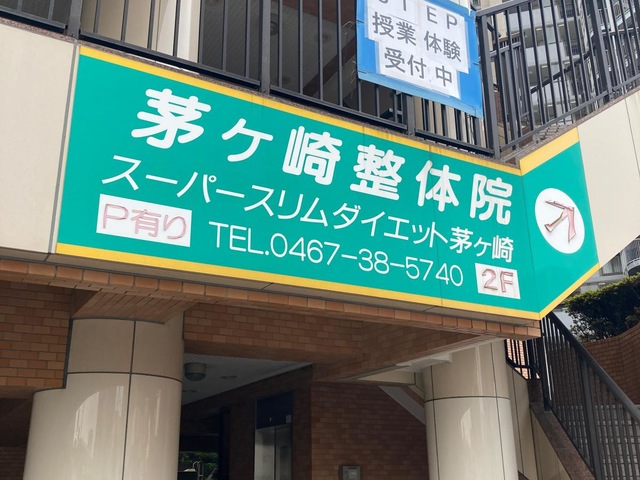 STEP
授業体験
受付中
茅ヶ崎整体院
スーパースリムダイエット茅ヶ崎
P有り
TEL.0467-38-5740
2F